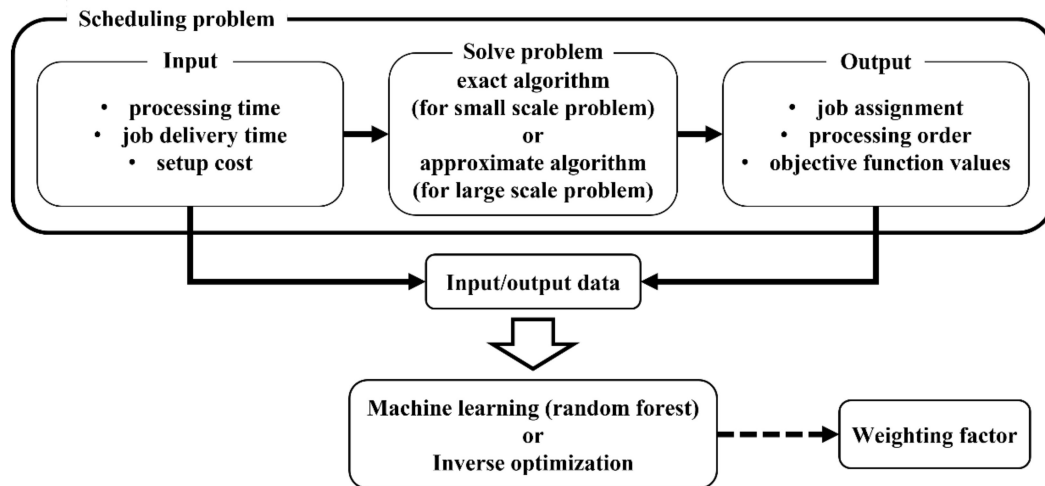 Scheduling problem
Input
• processing time
• job delivery time
• setup cost
Solve problem
exact algorithm
(for small scale problem)
or
approximate algorithm
(for large scale problem)
Output
• job assignment
• processing order
• objective function values
Input/output data
Machine learning (random forest)
or
Inverse optimization
Weighting factor